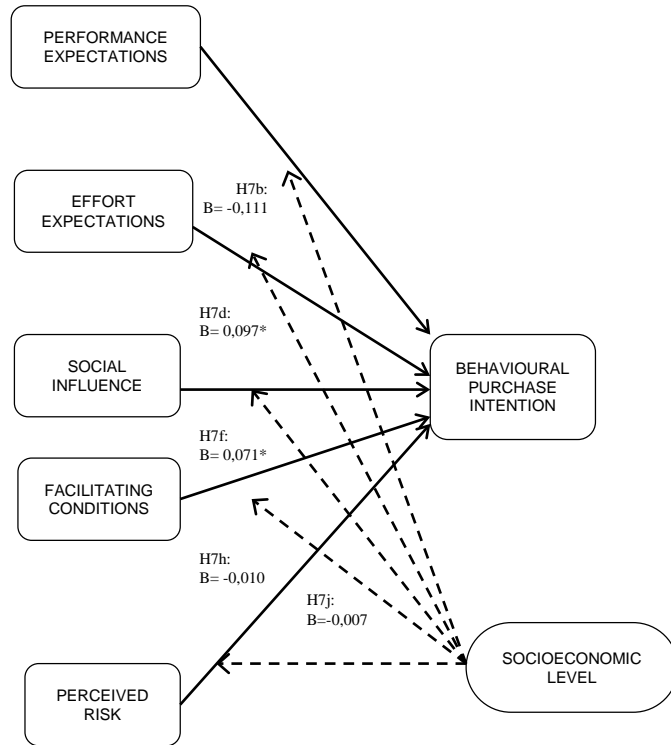 PERFORMANCE
EXPECTATIONS
H7b:
B= -0,111
EFFORT
EXPECTATIONS
H7d:
B= 0,097*
SOCIAL
INFLUENCE
BEHAVIOURAL
PURCHASE
INTENTION
H7f:
B= 0,071*
FACILITATING
CONDITIONS
H7h:
B= -0,010
H7j:
B=-0,007
SOCIOECONOMIC
LEVEL
PERCEIVED
RISK